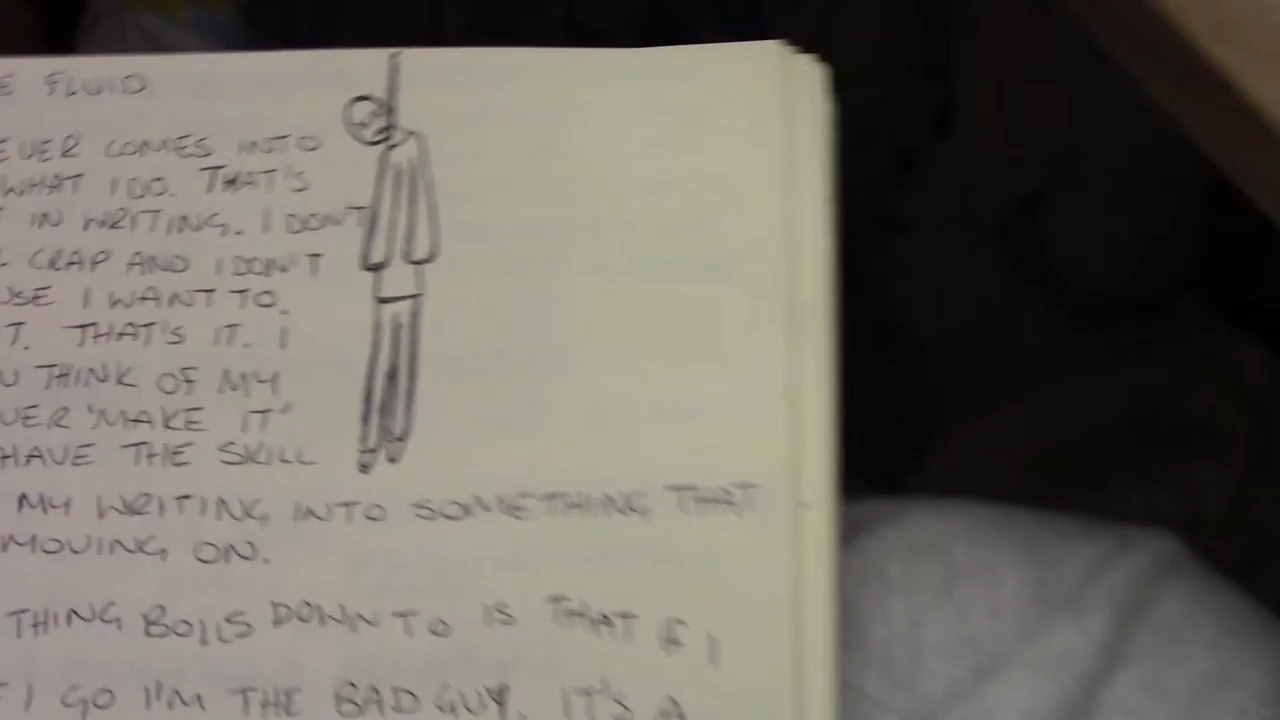 E FLUID
EVER COMES INTO
WHAT I DO. THAT'S
IN WRITING. I DON'T
CRAP AND I DON'T
USE I WANT TO.
T. THAT'S IT. I
U THINK OF MY
VER 'MAKE IT'
HAVE THE SKILL
MY WRITING INTO SOMETHING THAT
MOVING ON.
THING BOILS DOWN TO IS THAT IF I
I GO I'M THE BAD GUY. IT'S A